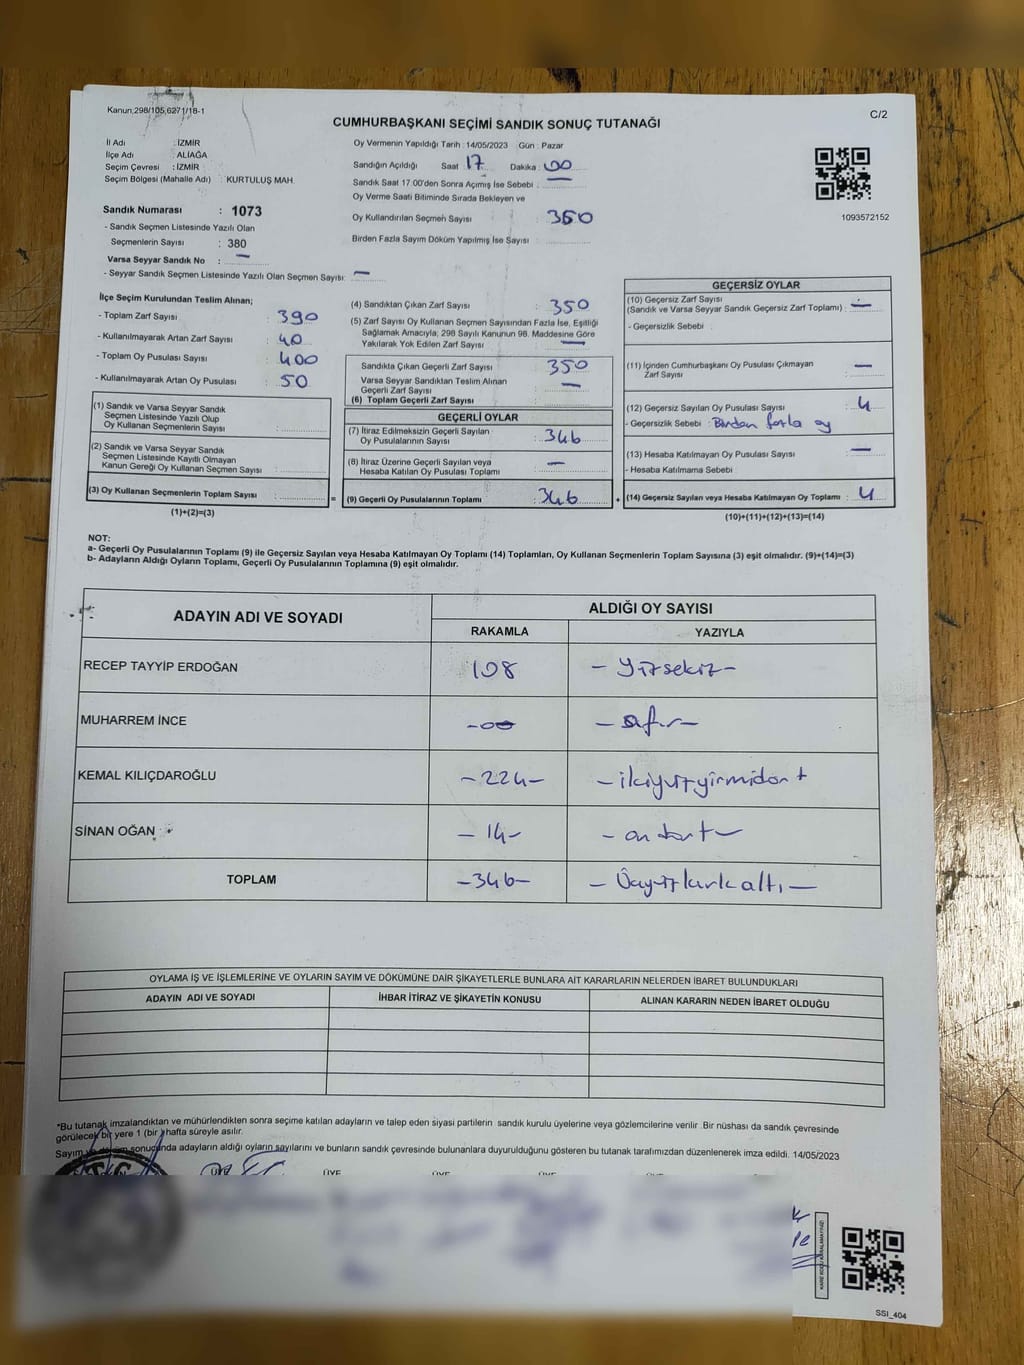 Kanun;298/105,6271/18-1
C/2
CUMHURBAŞKANI SEÇİMİ SANDIK SONUÇ TUTANAĞI
İl Adı : İZMİR
İlçe Adı : ALİAĞA
Seçim Çevresi : İZMİR
Seçim Bölgesi (Mahalle Adı) : KURTULUŞ MAH.
Oy Vermenin Yapıldığı Tarih : 14/05/2023 Gün : Pazar
Sandığın Açıldığı Saat : 17 Dakika : 00
Sandık Saat 17:00'den Sonra Açımış İse Sebebi : —
Oy Verme Saati Bitiminde Sırada Bekleyen ve
Oy Kullandırılan Seçmen Sayısı : 350
Birden Fazla Sayım Döküm Yapılmış İse Sayısı :
1093572152
Sandık Numarası : 1073
- Sandık Seçmen Listesinde Yazılı Olan
Seçmenlerin Sayısı : 380
Varsa Seyyar Sandık No : —
- Seyyar Sandık Seçmen Listesinde Yazılı Olan Seçmen Sayısı: —
İlçe Seçim Kurulundan Teslim Alınan;
- Toplam Zarf Sayısı : 390
- Kullanılmayarak Artan Zarf Sayısı : 40
- Toplam Oy Pusulası Sayısı : 400
- Kullanılmayarak Artan Oy Pusulası : 50
(1) Sandık ve Varsa Seyyar Sandık
Seçmen Listesinde Yazılı Olup
Oy Kullanan Seçmenlerin Sayısı :
(2) Sandık ve Varsa Seyyar Sandık
Seçmen Listesinde Kayıtlı Olmayan
Kanun Gereği Oy Kullanan Seçmen Sayısı :
(3) Oy Kullanan Seçmenlerin Toplam Sayısı :
(1)+(2)=(3)
=
(4) Sandıktan Çıkan Zarf Sayısı : 350
(5) Zarf Sayısı Oy Kullanan Seçmen Sayısından Fazla İse, Eşitliği
Sağlamak Amacıyla; 298 Sayılı Kanunun 98. Maddesine Göre
Yakılarak Yok Edilen Zarf Sayısı : —
Sandıkta Çıkan Geçerli Zarf Sayısı : 350
Varsa Seyyar Sandıktan Teslim Alınan
Geçerli Zarf Sayısı : —
(6) Toplam Geçerli Zarf Sayısı :
GEÇERLİ OYLAR
(7) İtiraz Edilmeksizin Geçerli Sayılan
Oy Pusulalarının Sayısı : 346
(8) İtiraz Üzerine Geçerli Sayılan veya
Hesaba Katılan Oy Pusulası Toplamı : —
(9) Geçerli Oy Pusulalarının Toplamı : 346
+
GEÇERSİZ OYLAR
(10) Geçersiz Zarf Sayısı
(Sandık ve Varsa Seyyar Sandık Geçersiz Zarf Toplamı) : —
- Geçersizlik Sebebi :
(11) İçinden Cumhurbaşkanı Oy Pusulası Çıkmayan
Zarf Sayısı : —
(12) Geçersiz Sayılan Oy Pusulası Sayısı : 4
- Geçersizlik Sebebi : Birden fazla oy
(13) Hesaba Katılmayan Oy Pusulası Sayısı : —
- Hesaba Katılmama Sebebi
(14) Geçersiz Sayılan veya Hesaba Katılmayan Oy Toplamı : 4
(10)+(11)+(12)+(13)=(14)
NOT:
a- Geçerli Oy Pusulalarının Toplamı (9) ile Geçersiz Sayılan veya Hesaba Katılmayan Oy Toplamı (14) Toplamları, Oy Kullanan Seçmenlerin Toplam Sayısına (3) eşit olmalıdır. (9)+(14)=(3)
b- Adayların Aldığı Oyların Toplamı, Geçerli Oy Pusulalarının Toplamına (9) eşit olmalıdır.
ADAYIN ADI VE SOYADI
ALDIĞI OY SAYISI
RAKAMLA YAZIYLA
RECEP TAYYİP ERDOĞAN 108 – Yüzsekiz –
MUHARREM İNCE -00 – sıfır –
KEMAL KILIÇDAROĞLU – 224 – – ikiyüzyirmidört
SİNAN OĞAN – 14 – – on dört –
TOPLAM – 346 – – Üçyüzkırkaltı –
OYLAMA İŞ VE İŞLEMLERİNE VE OYLARIN SAYIM VE DÖKÜMÜNE DAİR ŞİKAYETLERLE BUNLARA AİT KARARLARIN NELERDEN İBARET BULUNDUKLARI
ADAYIN ADI VE SOYADI İHBAR İTİRAZ VE ŞİKAYETİN KONUSU ALINAN KARARIN NEDEN İBARET OLDUĞU
*Bu tutanak imzalandıktan ve mühürlendikten sonra seçime katılan adayların ve talep eden siyasi partilerin sandık kurulu üyelerine veya gözlemcilerine verilir. Bir nüshası da sandık çevresinde
görülecek bir yere 1 (bir ) hafta süreyle asılır.
Sayım ve döküm sonucunda adayların aldığı oyların sayılarını ve bunların sandık çevresinde bulunanlara duyurulduğunu gösteren bu tutanak tarafımızdan düzenlenerek imza edildi. 14/05/2023
ÜYE ÜYE ÜYE ÜYE ÜYE
SSI_404